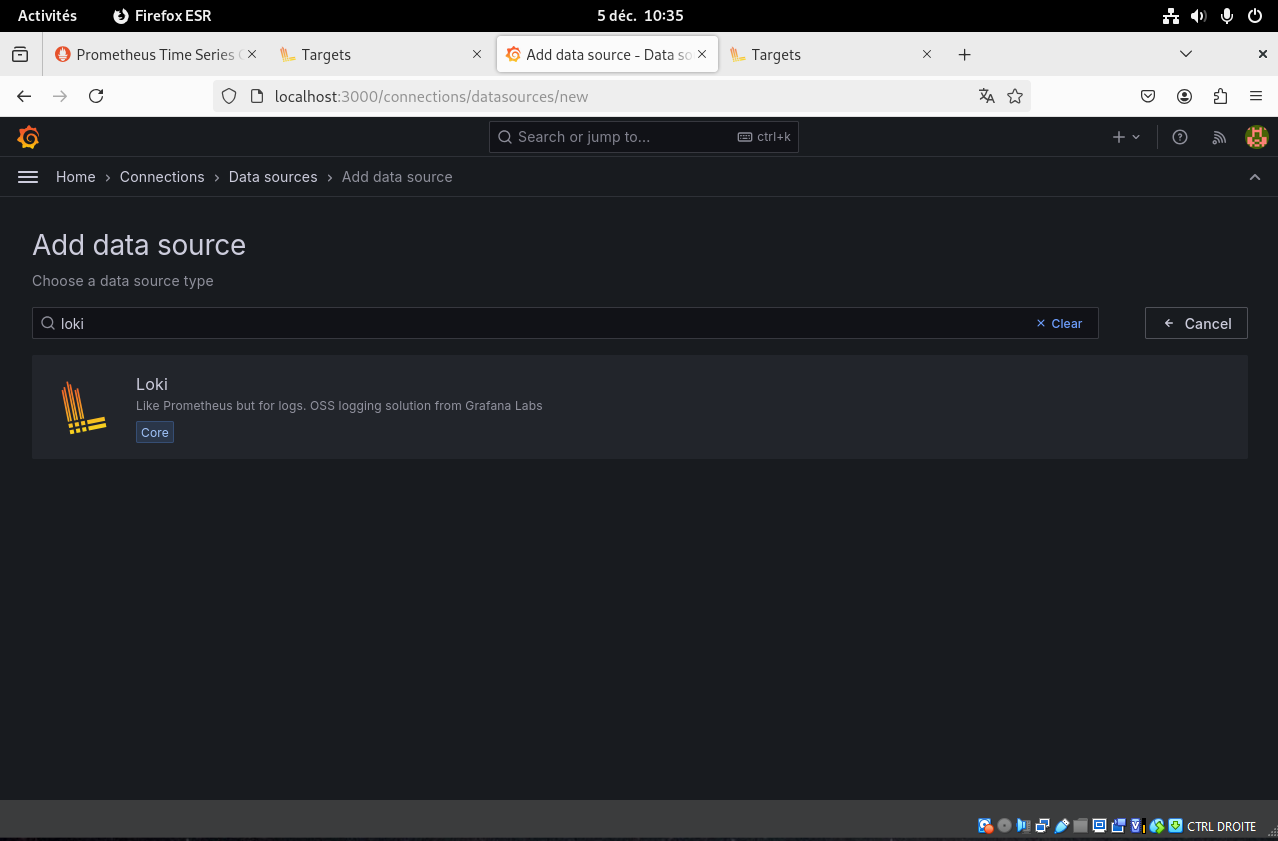 Activités Firefox ESR 5 déc. 10:35
Prometheus Time Series Targets Add data source - Data so Targets
localhost:3000/connections/datasources/new
Search or jump to... ctrl+k
Home › Connections › Data sources › Add data source
Add data source
Choose a data source type
loki Clear Cancel
Loki
Like Prometheus but for logs. OSS logging solution from Grafana Labs
Core
CTRL DROITE